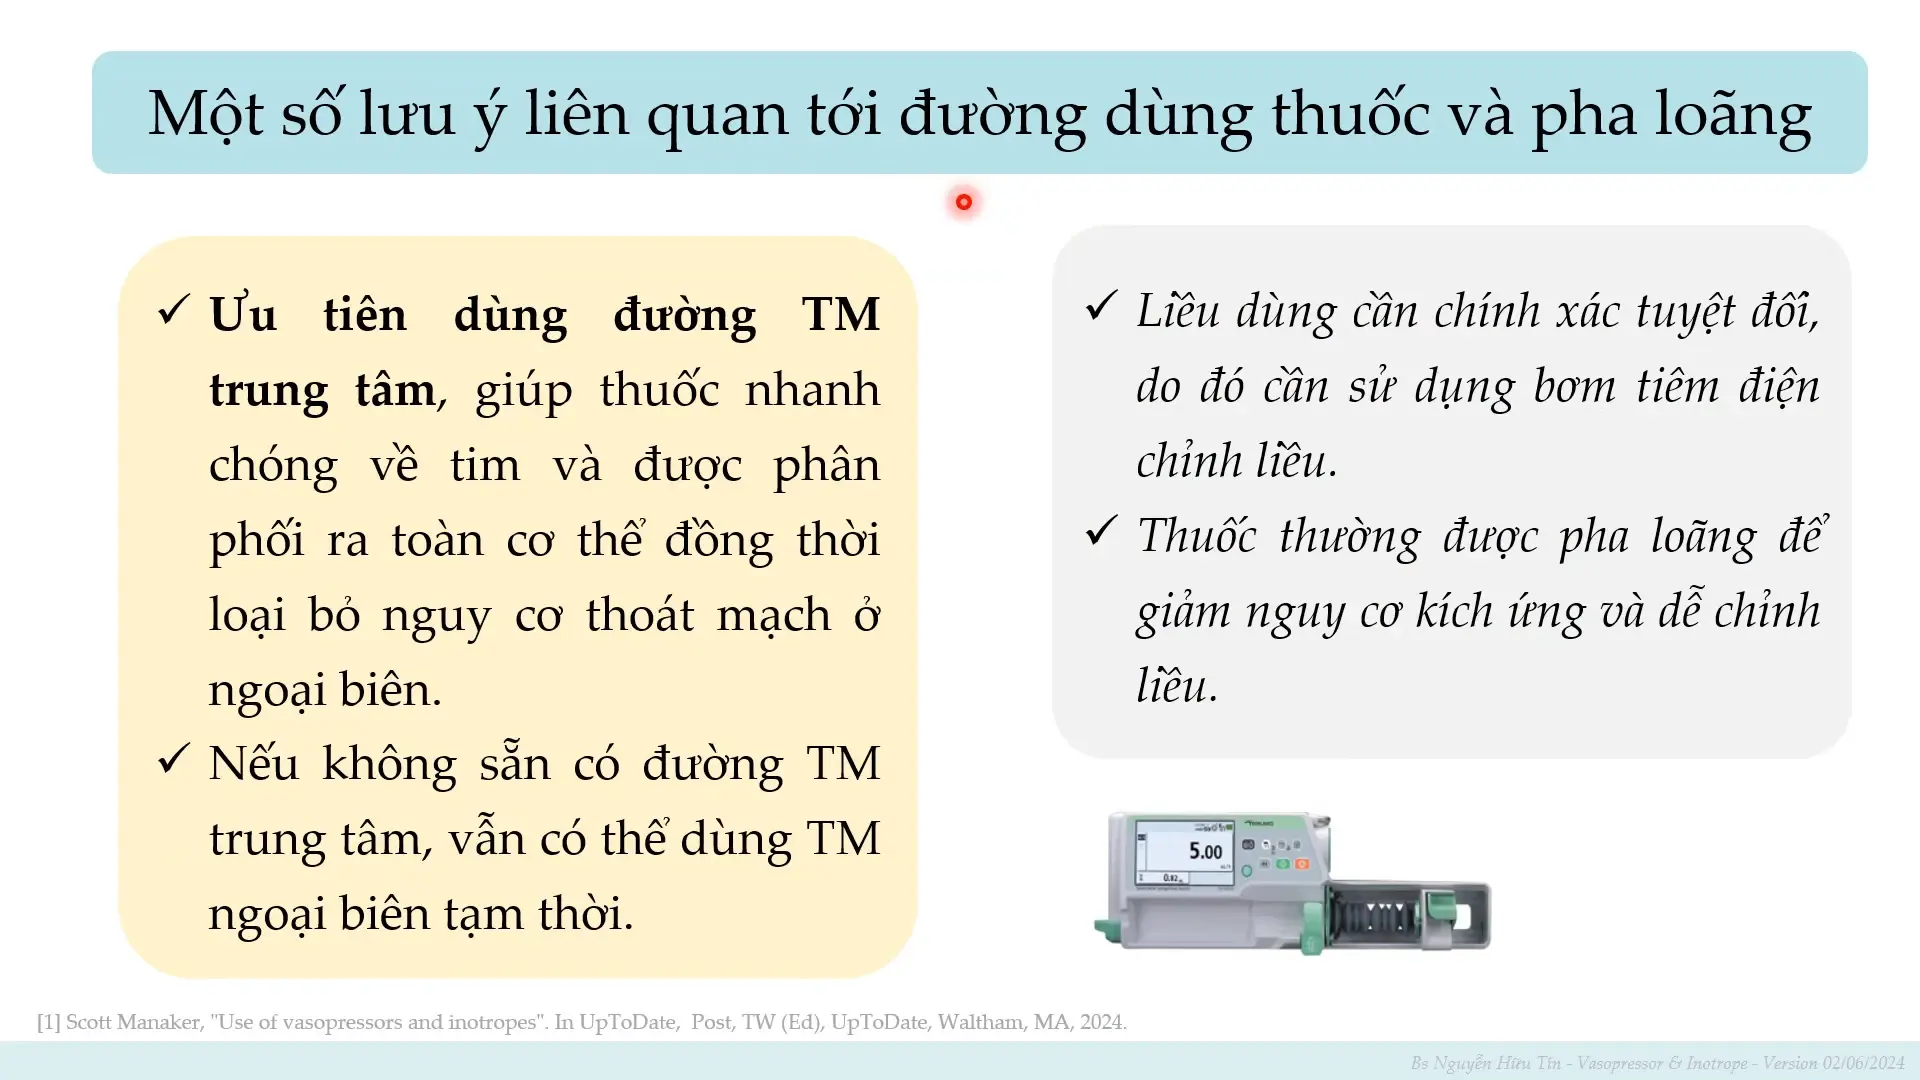 Một số lưu ý liên quan tới đường dùng thuốc và pha loãng
✓ Ưu tiên dùng đường TM
trung tâm, giúp thuốc nhanh
chóng về tim và được phân
phối ra toàn cơ thể đồng thời
loại bỏ nguy cơ thoát mạch ở
ngoại biên.
✓ Nếu không sẵn có đường TM
trung tâm, vẫn có thể dùng TM
ngoại biên tạm thời.
✓ Liều dùng cần chính xác tuyệt đối,
do đó cần sử dụng bơm tiêm điện
chỉnh liều.
✓ Thuốc thường được pha loãng để
giảm nguy cơ kích ứng và dễ chỉnh
liều.
TERUMO
5.00
0.82
[1] Scott Manaker, "Use of vasopressors and inotropes". In UpToDate, Post, TW (Ed), UpToDate, Waltham, MA, 2024.
Bs Nguyễn Hữu Tín - Vasopressor & Inotrope - Version 02/06/2024